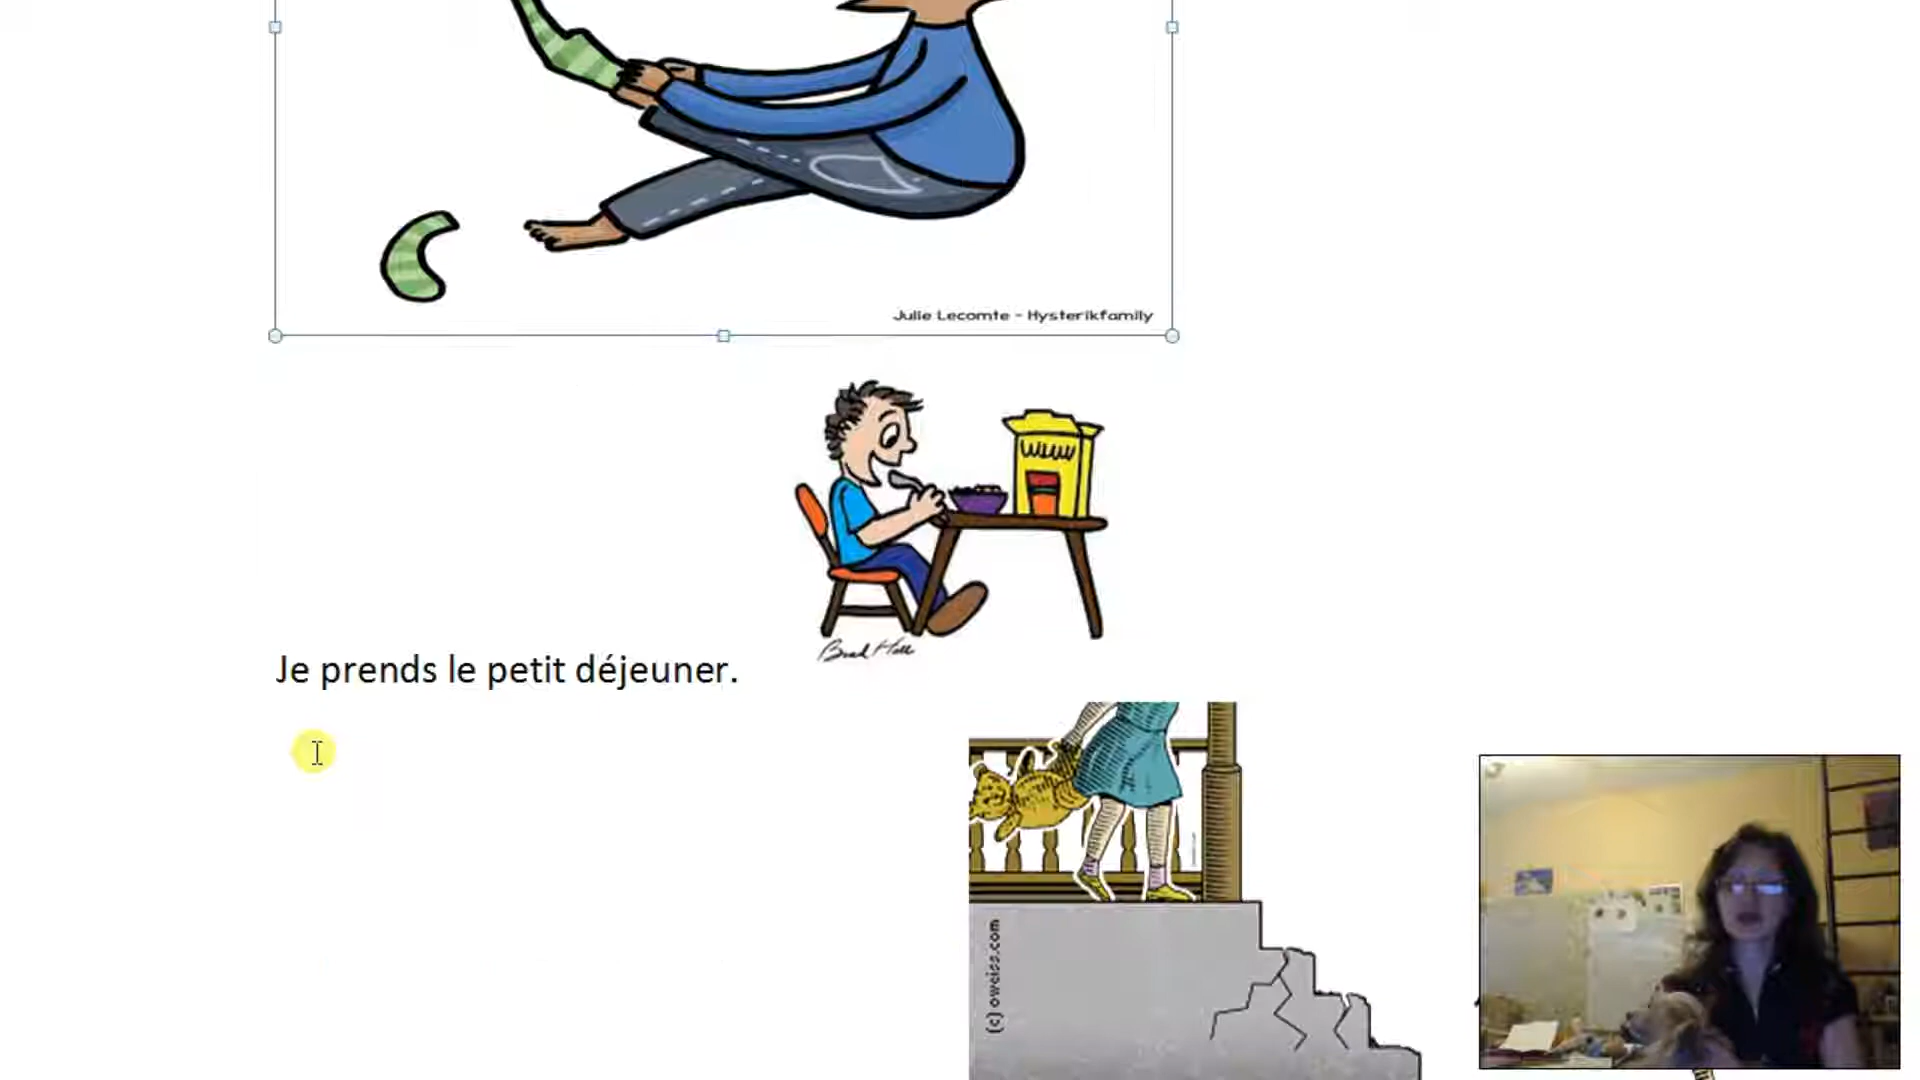 Julie Lecomte - Hysterikfamily
Je prends le petit déjeuner.
(c) oweiss.com